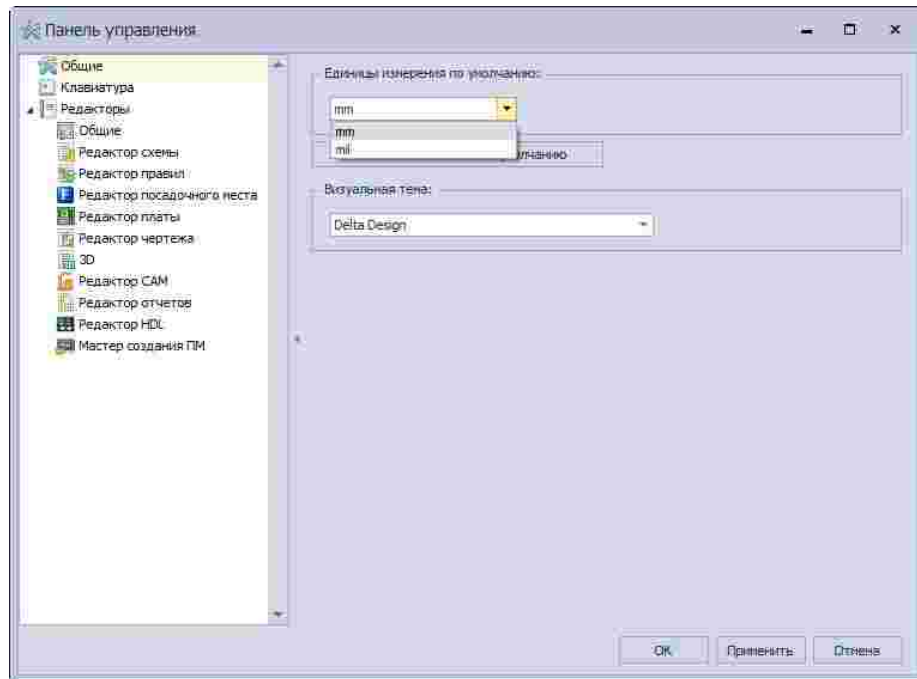 Панель управления
Общие
Клавиатура
Редакторы
Общие
Редактор схемы
Редактор правил
Редактор посадочного места
Редактор платы
Редактор чертежа
3D
Редактор CAM
Редактор отчетов
Редактор HDL
Мастер создания ПМ
Единицы измерения по умолчанию:
mm
mm
mil
Визуальная тема:
Delta Design
OK
Применить
Отмена